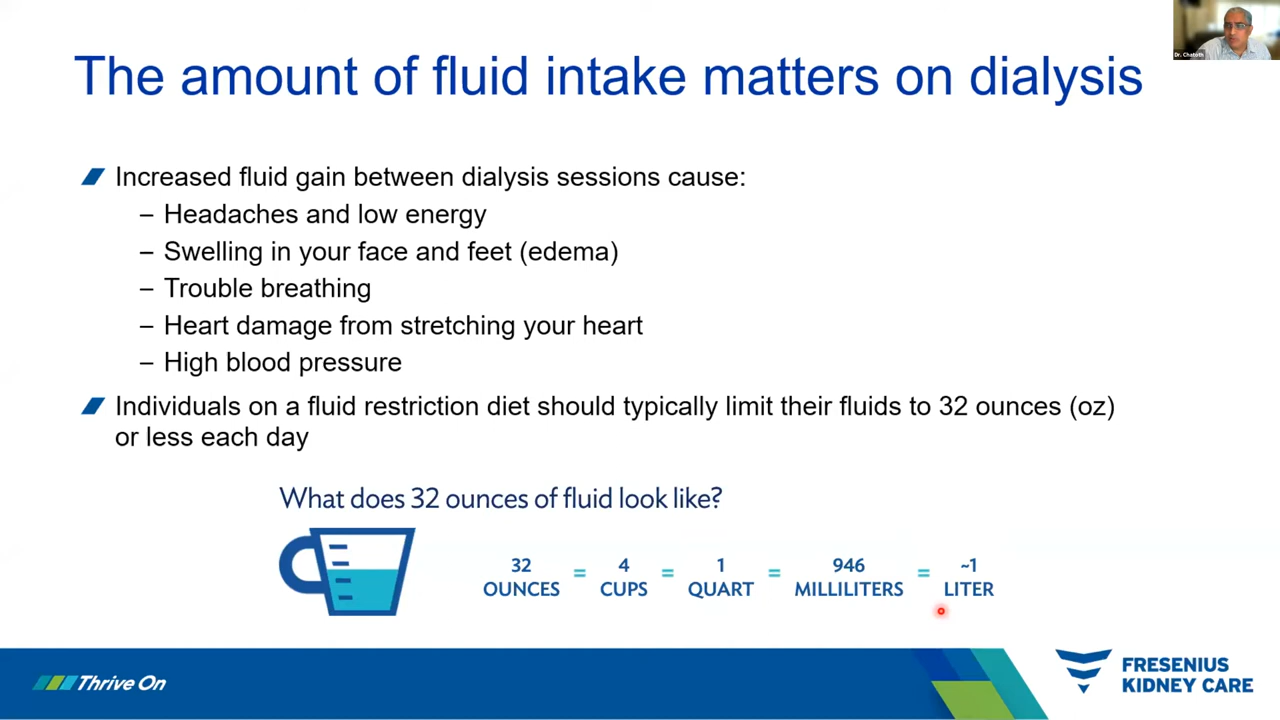 Dr. Chatoth
The amount of fluid intake matters on dialysis
Increased fluid gain between dialysis sessions cause:
– Headaches and low energy
– Swelling in your face and feet (edema)
– Trouble breathing
– Heart damage from stretching your heart
– High blood pressure
Individuals on a fluid restriction diet should typically limit their fluids to 32 ounces (oz)
or less each day
What does 32 ounces of fluid look like?
32 = 4 = 1 = 946 = ~1
OUNCES CUPS QUART MILLILITERS LITER
Thrive On
FRESENIUS
KIDNEY CARE